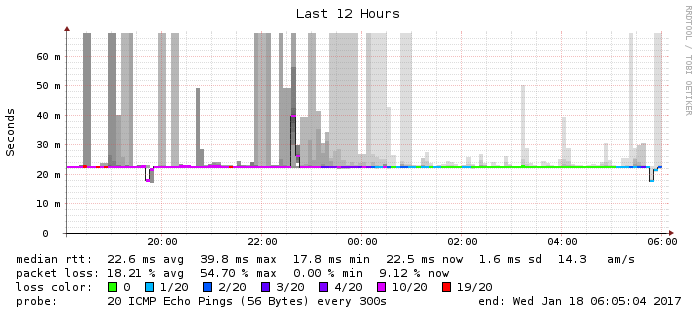 Last 12 Hours
RRDTOOL / TOBI OETIKER
Seconds
60 m
50 m
40 m
30 m
20 m
10 m
0
20:00 22:00 00:00 02:00 04:00 06:00
median rtt: 22.6 ms avg 39.8 ms max 17.8 ms min 22.5 ms now 1.6 ms sd 14.3 am/s
packet loss: 18.21 % avg 54.70 % max 0.00 % min 9.12 % now
loss color: 0 1/20 2/20 3/20 4/20 10/20 19/20
probe: 20 ICMP Echo Pings (56 Bytes) every 300s end: Wed Jan 18 06:05:04 2017